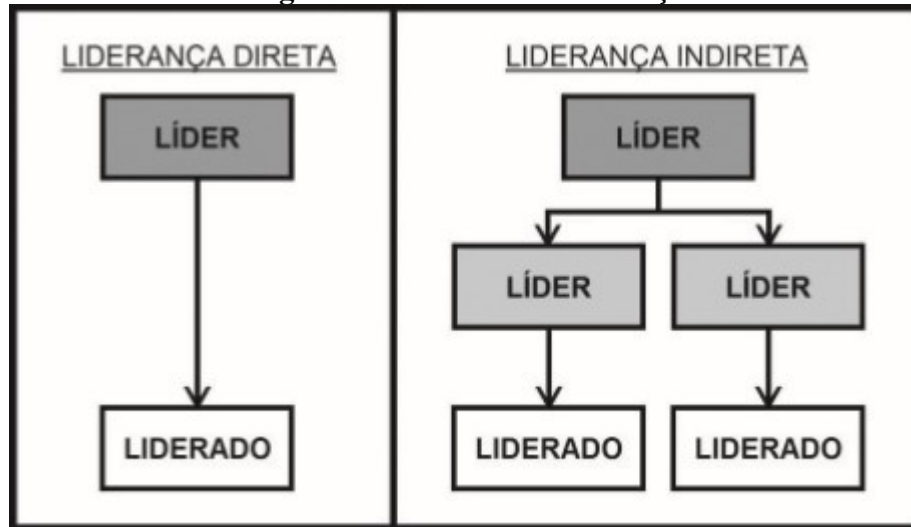 LIDERANÇA DIRETA
LÍDER
LIDERADO
LIDERANÇA INDIRETA
LÍDER
LÍDER
LÍDER
LIDERADO
LIDERADO